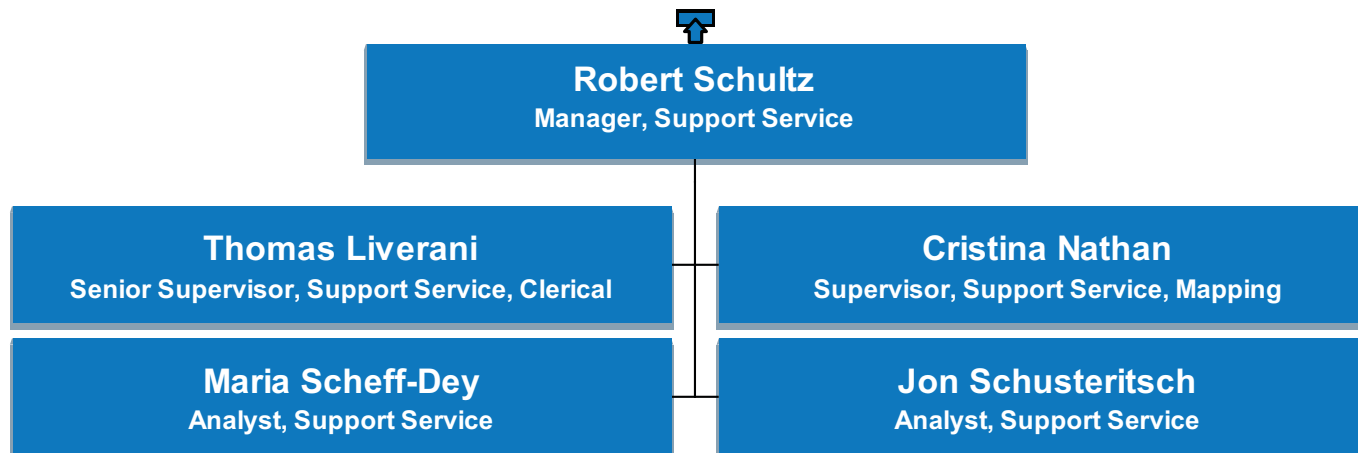 Robert Schultz
Manager, Support Service
Thomas Liverani
Senior Supervisor, Support Service, Clerical
Cristina Nathan
Supervisor, Support Service, Mapping
Maria Scheff-Dey
Analyst, Support Service
Jon Schusteritsch
Analyst, Support Service